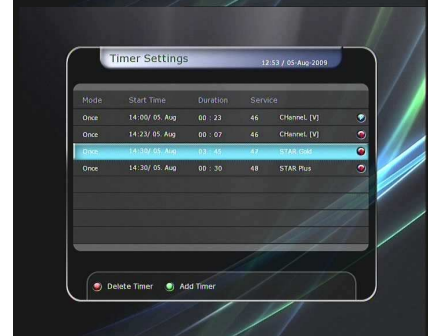 Timer Settings 12:53 / 05-Aug-2009
Mode Start Time Duration Service
Once 14:00/ 05. Aug 00 : 23 46 CHannel. [V]
Once 14:23/ 05. Aug 00 : 07 46 CHannel. [V]
Once 14:30/ 05. Aug 03 : 45 47 STAR Gold
Once 14:30/ 05. Aug 00 : 30 48 STAR Plus
Delete Timer Add Timer